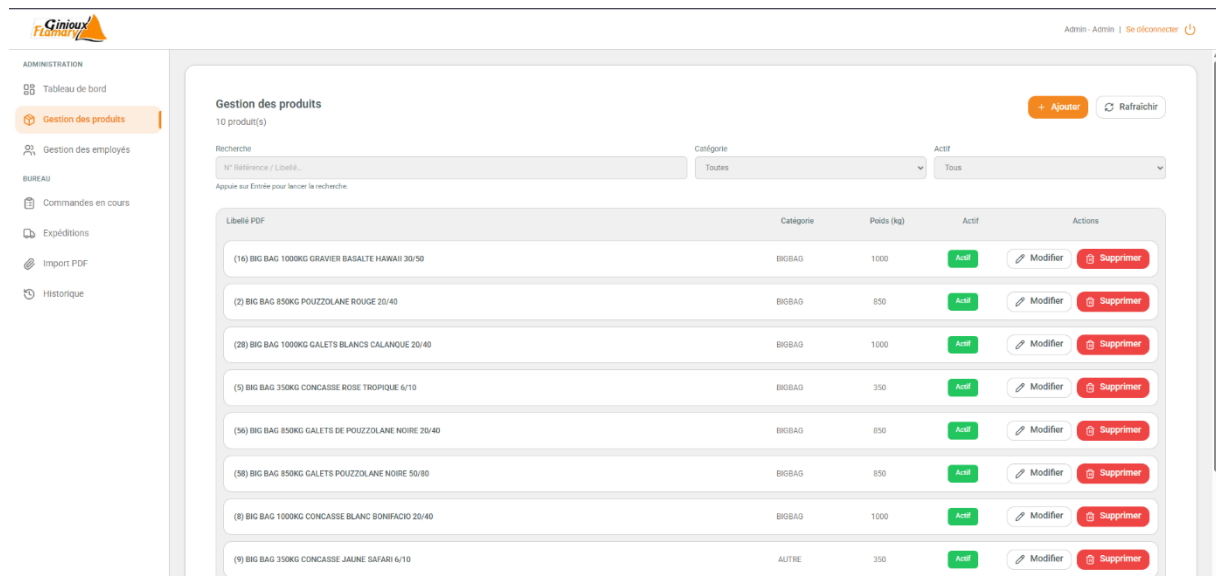 Ginioux
FLamary
Admin - Admin | Se déconnecter
ADMINISTRATION
Tableau de bord
Gestion des produits
Gestion des employés
BUREAU
Commandes en cours
Expéditions
Import PDF
Historique
Gestion des produits
10 produit(s)
+ Ajouter
Rafraîchir
Recherche
Catégorie
Actif
N° Référence / Libellé..
Toutes
Tous
Appuie sur Entrée pour lancer la recherche.
Libellé PDF Catégorie Poids (kg) Actif Actions
(16) BIG BAG 1000KG GRAVIER BASALTE HAWAII 30/50 BIGBAG 1000 Actif Modifier Supprimer
(2) BIG BAG 850KG POUZZOLANE ROUGE 20/40 BIGBAG 850 Actif Modifier Supprimer
(28) BIG BAG 1000KG GALETS BLANCS CALANQUE 20/40 BIGBAG 1000 Actif Modifier Supprimer
(5) BIG BAG 350KG CONCASSE ROSE TROPIQUE 6/10 BIGBAG 350 Actif Modifier Supprimer
(56) BIG BAG 850KG GALETS DE POUZZOLANE NOIRE 20/40 BIGBAG 850 Actif Modifier Supprimer
(58) BIG BAG 850KG GALETS POUZZOLANE NOIRE 50/80 BIGBAG 850 Actif Modifier Supprimer
(8) BIG BAG 1000KG CONCASSE BLANC BONIFACIO 20/40 BIGBAG 1000 Actif Modifier Supprimer
(9) BIG BAG 350KG CONCASSE JAUNE SAFARI 6/10 AUTRE 350 Actif Modifier Supprimer